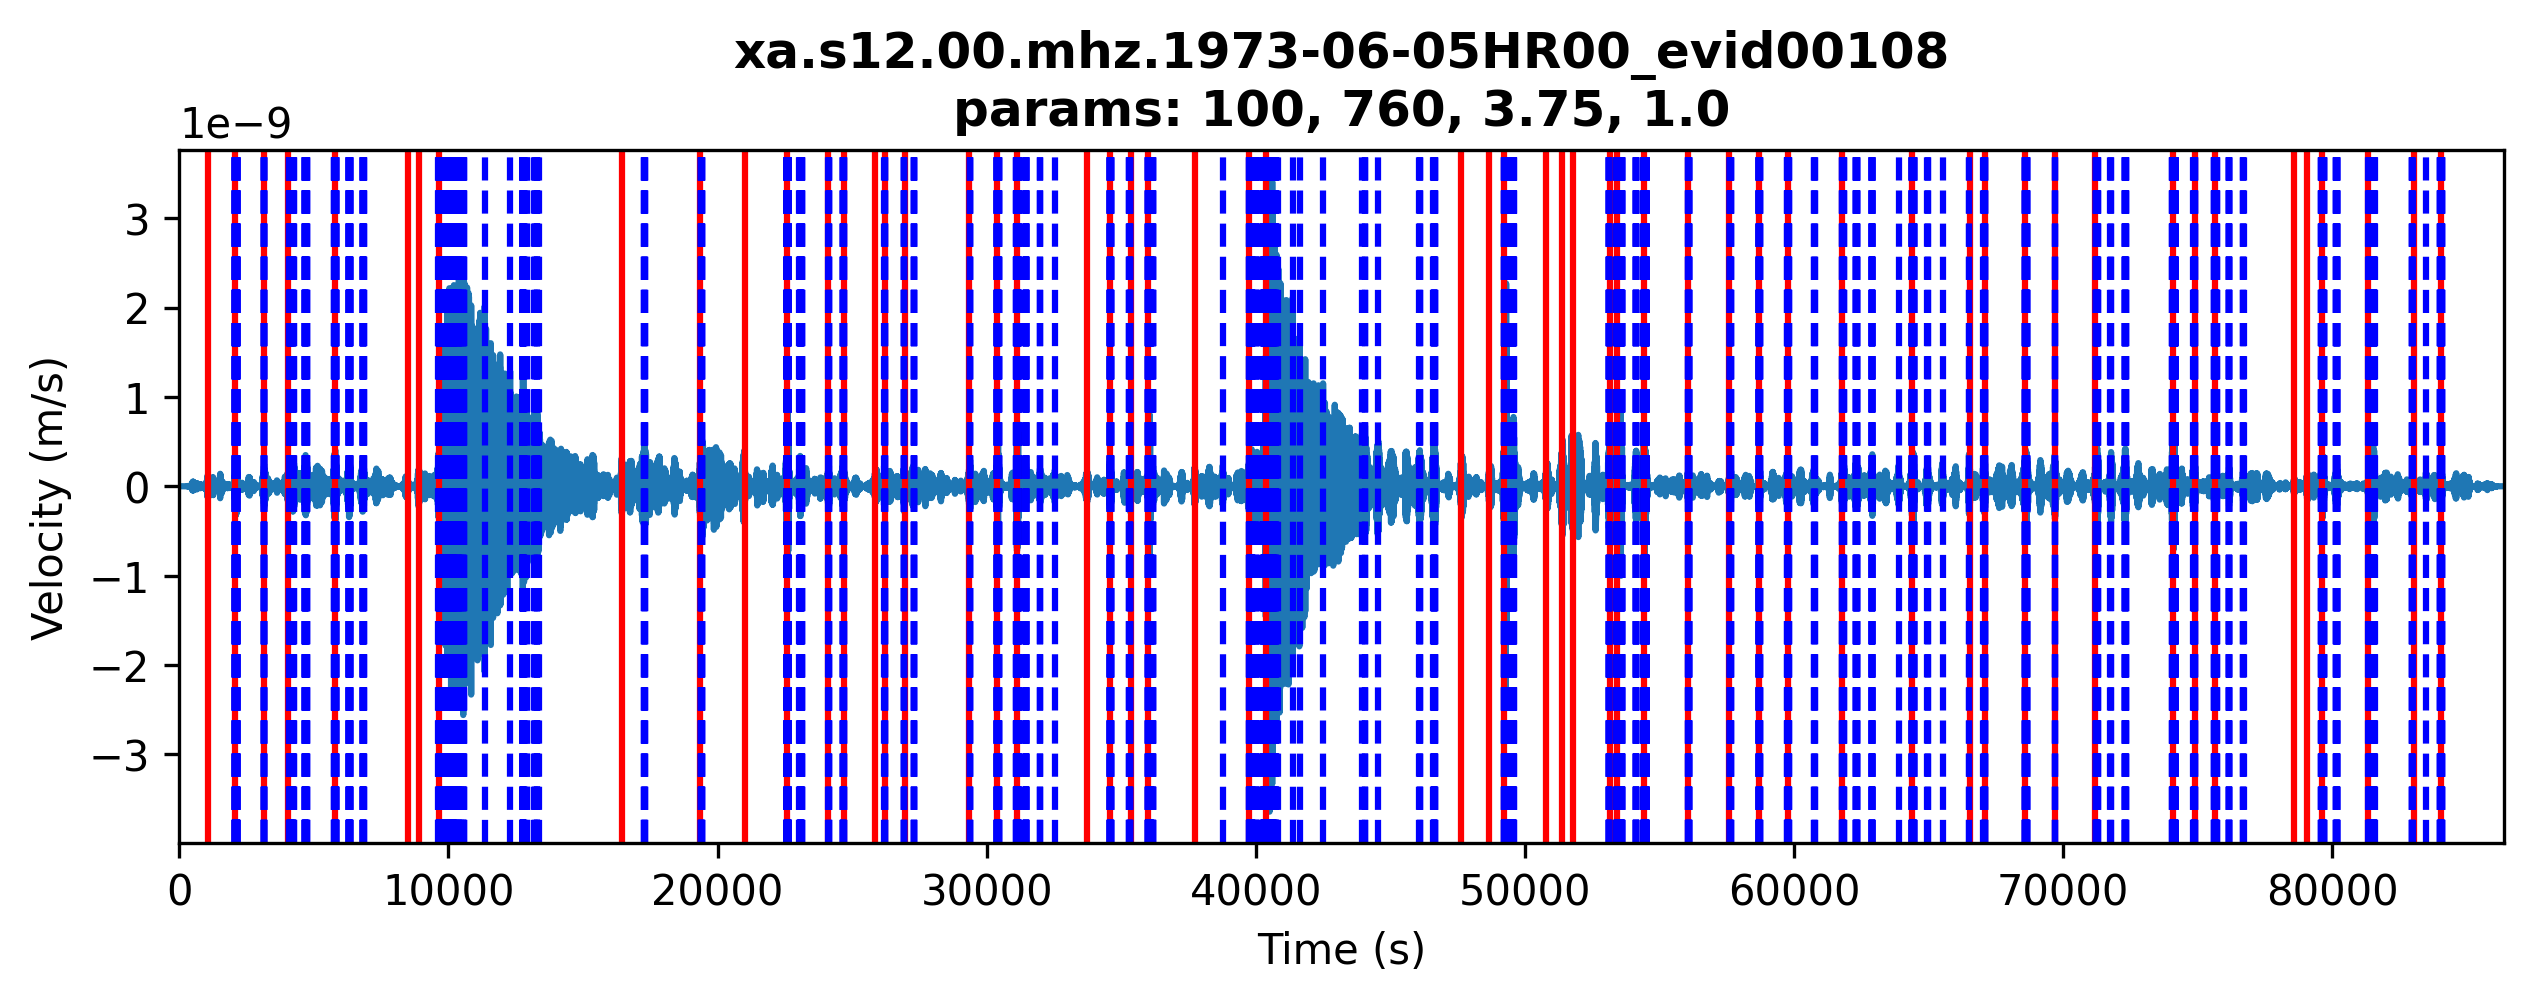 xa.s12.00.mhz.1973-06-05HR00_evid00108
params: 100, 760, 3.75, 1.0
1e−9
3
2
1
0
−1
−2
−3
Velocity (m/s)
0 10000 20000 30000 40000 50000 60000 70000 80000
Time (s)